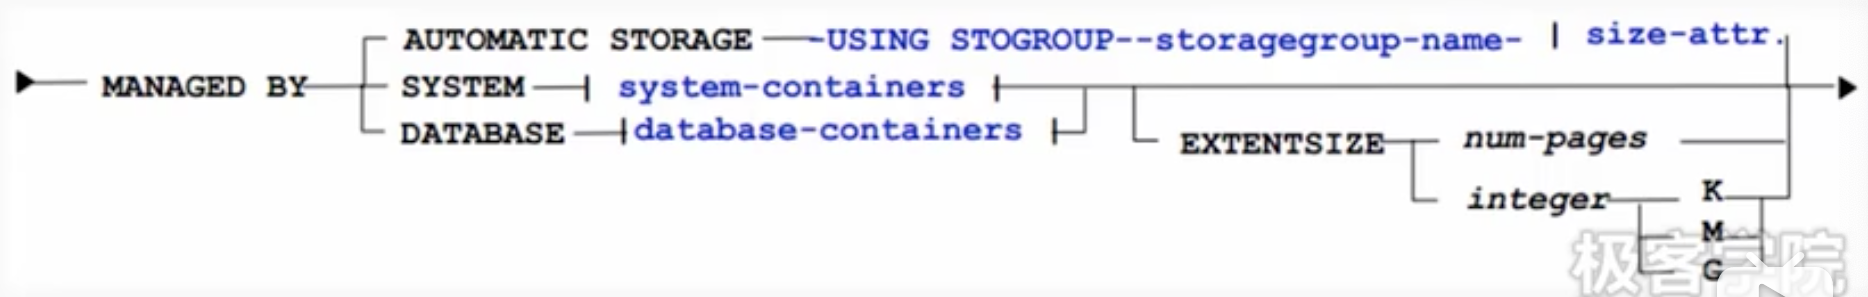 AUTOMATIC STORAGE -USING STOGROUP--storagegroup-name- | size-attr.
MANAGED BY SYSTEM | system-containers |
DATABASE |database-containers |
EXTENTSIZE num-pages
integer K
M
G
极客学院